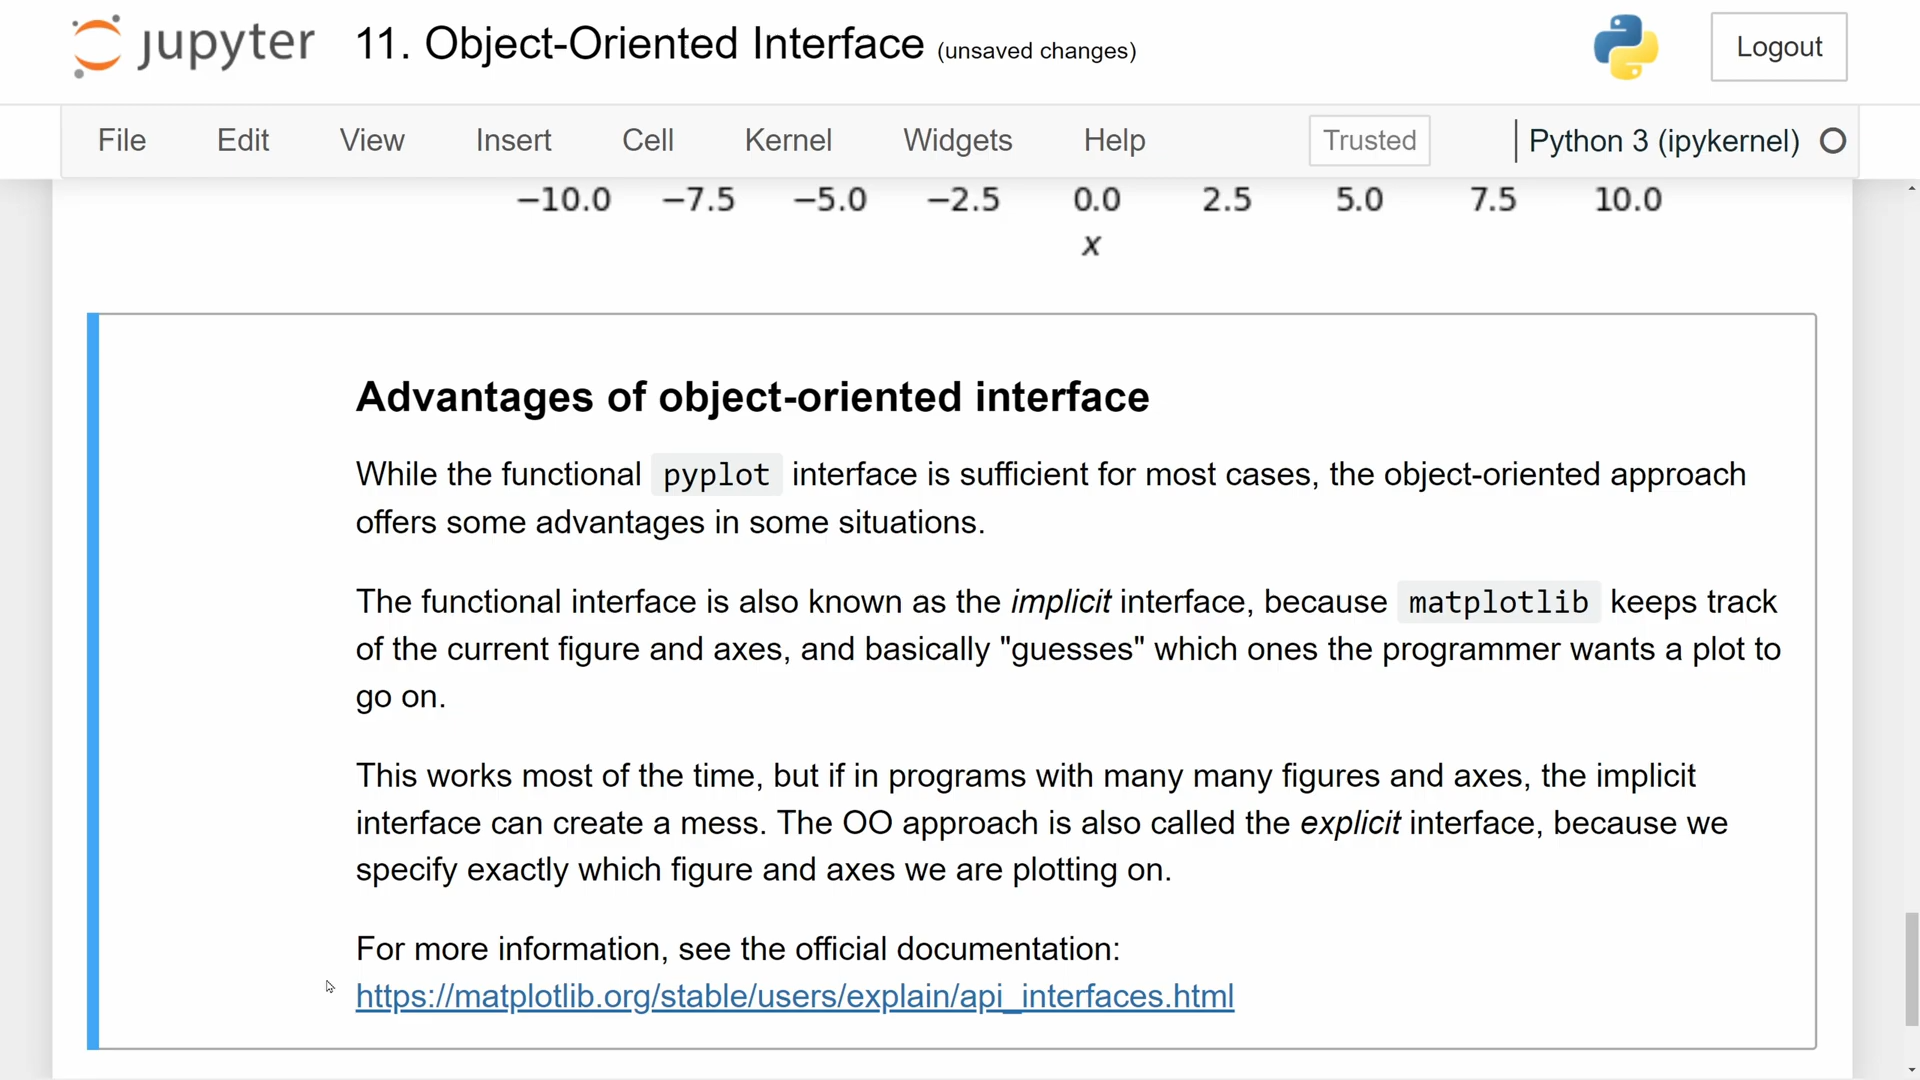 jupyter 11. Object-Oriented Interface (unsaved changes) Logout
File Edit View Insert Cell Kernel Widgets Help Trusted Python 3 (ipykernel)
−10.0 −7.5 −5.0 −2.5 0.0 2.5 5.0 7.5 10.0
x
Advantages of object-oriented interface
While the functional pyplot interface is sufficient for most cases, the object-oriented approach
offers some advantages in some situations.
The functional interface is also known as the implicit interface, because matplotlib keeps track
of the current figure and axes, and basically "guesses" which ones the programmer wants a plot to
go on.
This works most of the time, but if in programs with many many figures and axes, the implicit
interface can create a mess. The OO approach is also called the explicit interface, because we
specify exactly which figure and axes we are plotting on.
For more information, see the official documentation:
https://matplotlib.org/stable/users/explain/api_interfaces.html